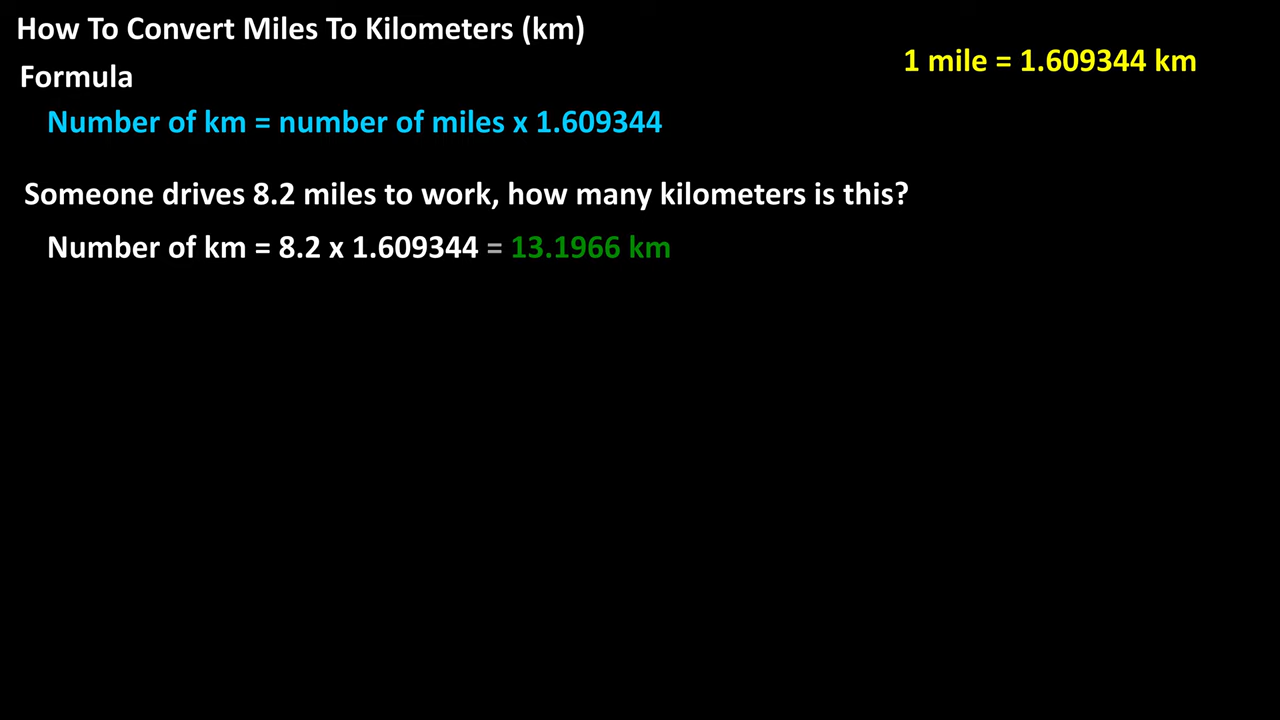 How To Convert Miles To Kilometers (km)
1 mile = 1.609344 km
Formula
Number of km = number of miles x 1.609344
Someone drives 8.2 miles to work, how many kilometers is this?
Number of km = 8.2 x 1.609344 = 13.1966 km